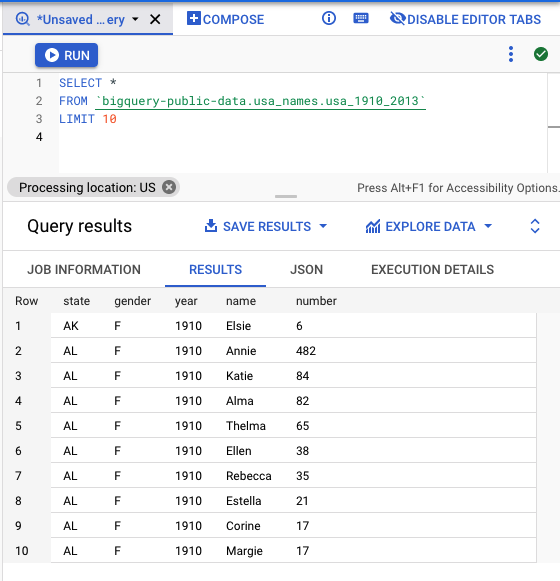 *Unsaved ...ery COMPOSE DISABLE EDITOR TABS
RUN
1 SELECT *
2 FROM `bigquery-public-data.usa_names.usa_1910_2013`
3 LIMIT 10
4
Processing location: US Press Alt+F1 for Accessibility Options.
Query results SAVE RESULTS EXPLORE DATA
JOB INFORMATION RESULTS JSON EXECUTION DETAILS
Row state gender year name number
1 AK F 1910 Elsie 6
2 AL F 1910 Annie 482
3 AL F 1910 Katie 84
4 AL F 1910 Alma 82
5 AL F 1910 Thelma 65
6 AL F 1910 Ellen 38
7 AL F 1910 Rebecca 35
8 AL F 1910 Estella 21
9 AL F 1910 Corine 17
10 AL F 1910 Margie 17